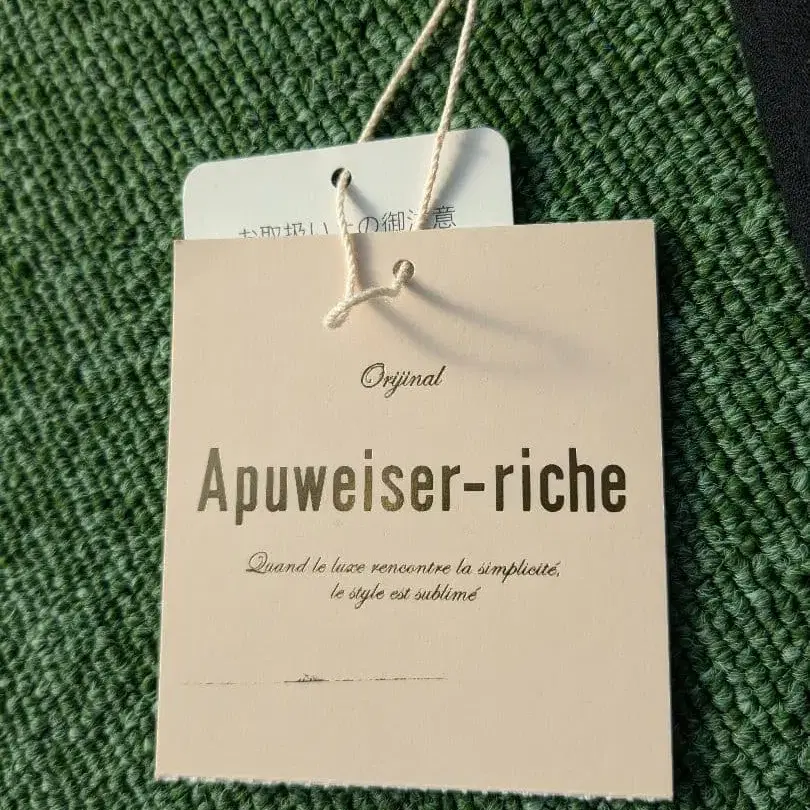 お取扱い上の御注意
Orijinal
Apuweiser-riche
Quand le luxe rencontre la simplicité,
le style est sublimé